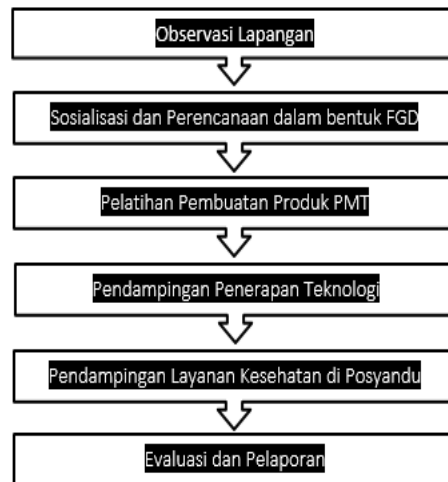 Observasi Lapangan
Sosialisasi dan Perencanaan dalam bentuk FGD
Pelatihan Pembuatan Produk PMT
Pendampingan Penerapan Teknologi
Pendampingan Layanan Kesehatan di Posyandu
Evaluasi dan Pelaporan